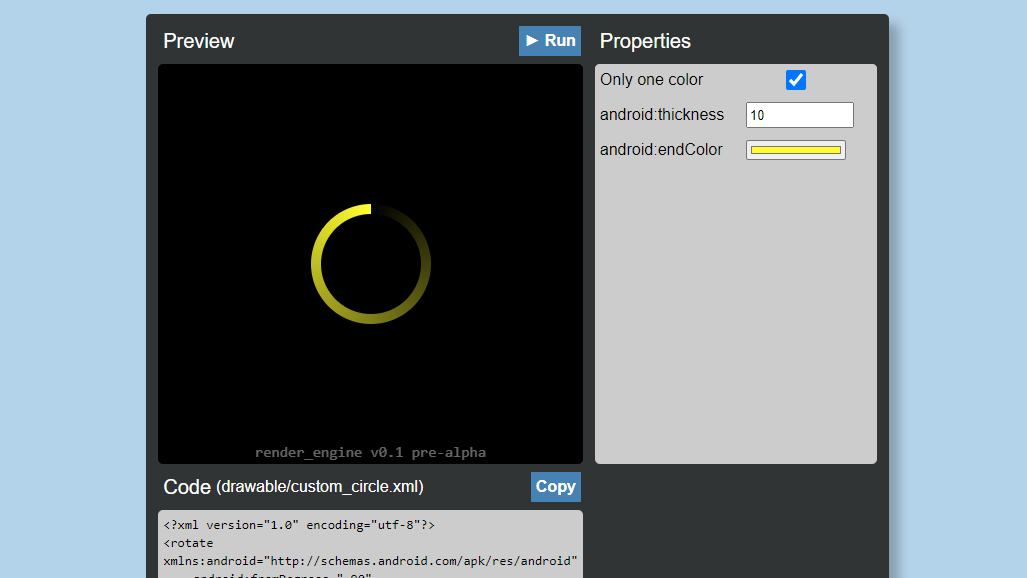 Preview
▶ Run
Properties
Only one color
android:thickness
10
android:endColor
render_engine v0.1 pre-alpha
Code (drawable/custom_circle.xml)
Copy
<?xml version="1.0" encoding="utf-8"?>
<rotate
xmlns:android="http://schemas.android.com/apk/res/android"